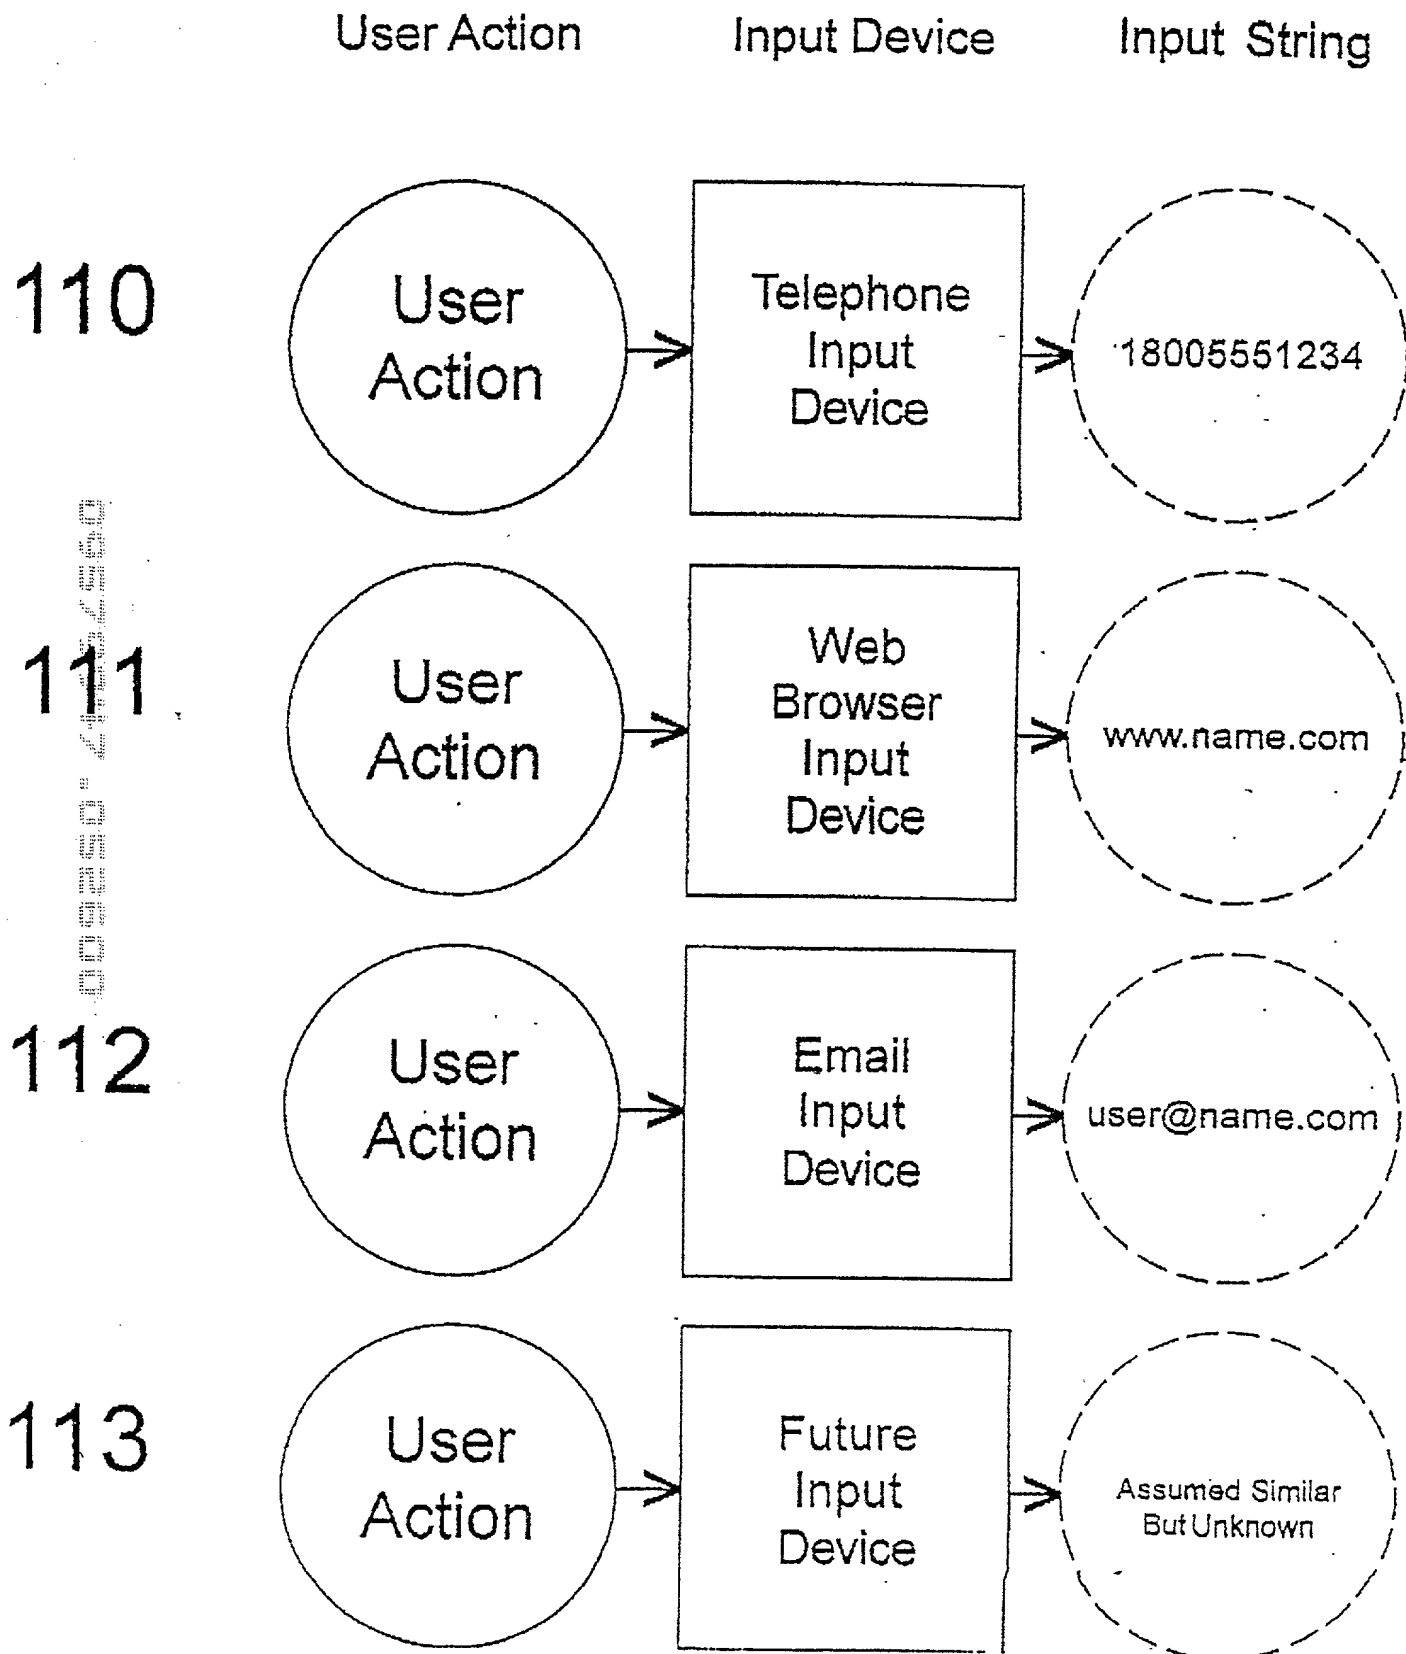 User Action Input Device Input String
110
User
Action
Telephone
Input
Device
18005551234
111
User
Action
Web
Browser
Input
Device
www.name.com
112
User
Action
Email
Input
Device
user@name.com
113
User
Action
Future
Input
Device
Assumed Similar
But Unknown